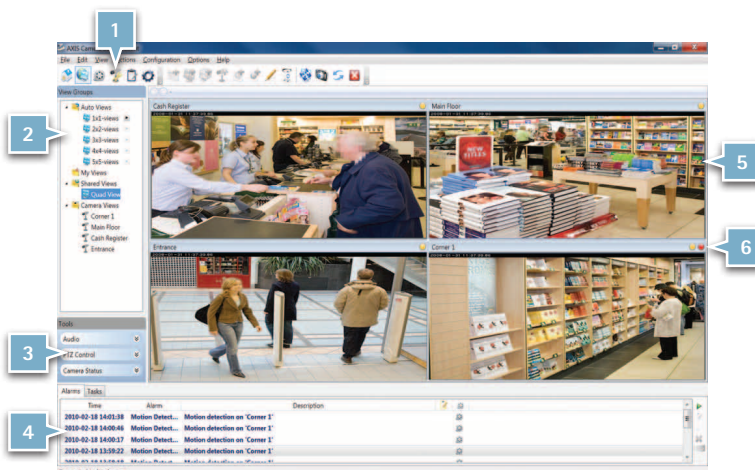 1
AXIS Came
File Edit View Actions Configuration Options Help
View Groups
Auto Views
1x1-views
2x2-views
3x3-views
4x4-views
5x5-views
My Views
Shared Views
Quad View
Camera Views
Corner 1
Main Floor
Cash Register
Entrance
2
Cash Register
Main Floor
NEW TITLES
5
Entrance
Corner 1
6
Tools
Audio
PTZ Control
Camera Status
3
Alarms Tasks
Time Alarm Description
2010-02-18 14:01:38 Motion Detect... Motion detection on 'Corner 1'
2010-02-18 14:00:46 Motion Detect... Motion detection on 'Corner 1'
2010-02-18 14:00:17 Motion Detect... Motion detection on 'Corner 1'
2010-02-18 13:59:22 Motion Detect... Motion detection on 'Corner 1'
4